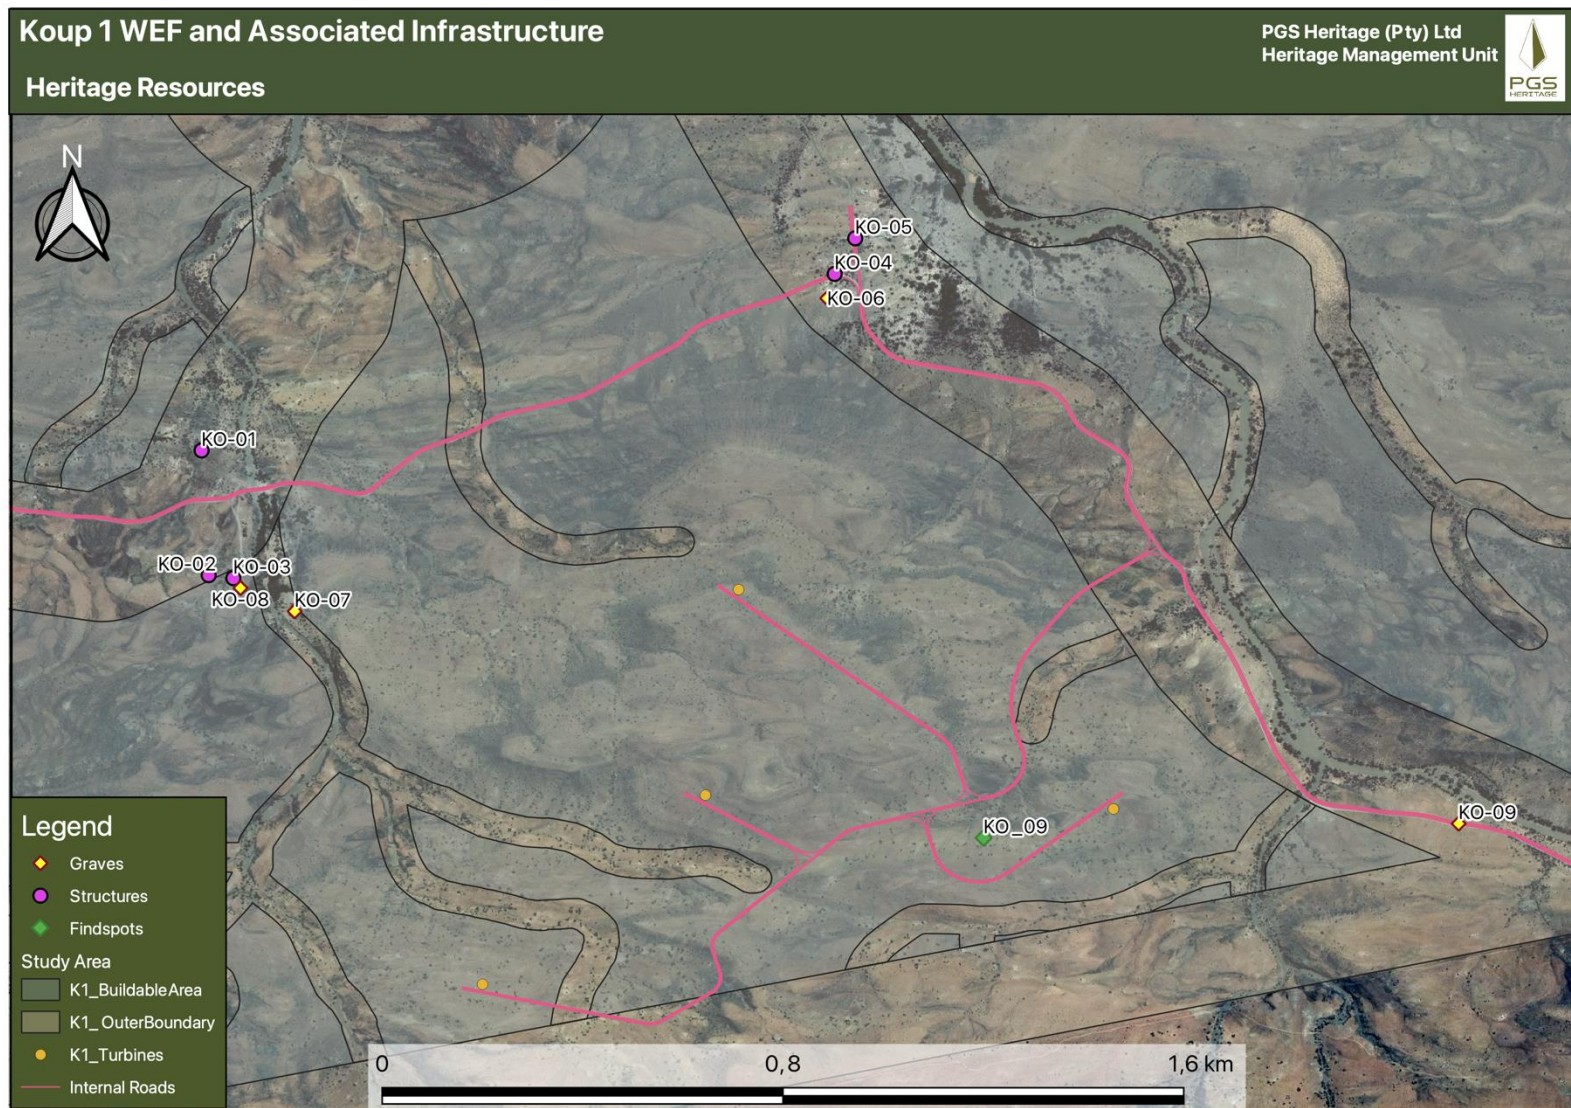 Koup 1 WEF and Associated Infrastructure
Heritage Resources
PGS Heritage (Pty) Ltd
Heritage Management Unit
PGS
HERITAGE
N
KO-05
KO-04
KO-06
KO-01
KO-02
KO-03
KO-08
KO-07
KO_09
KO-09
Legend
Graves
Structures
Findspots
Study Area
K1_BuildableArea
K1_ OuterBoundary
K1_Turbines
Internal Roads
0 0,8 1,6 km